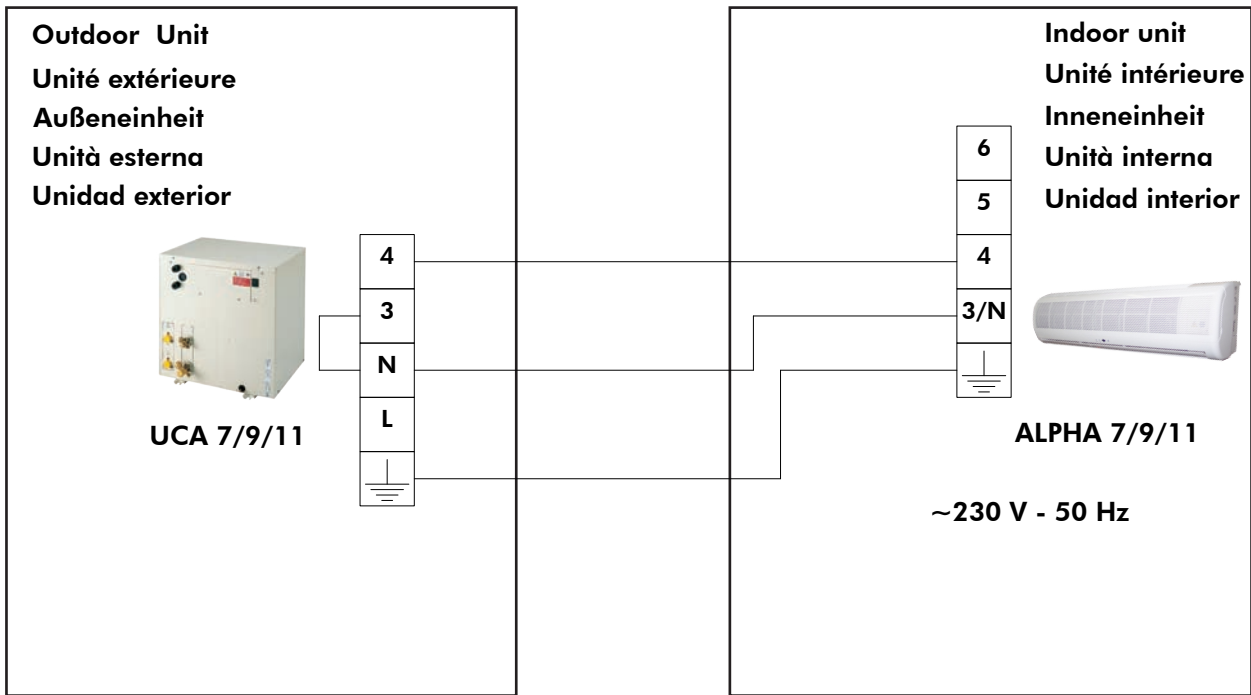 Outdoor Unit
Unité extérieure
Außeneinheit
Unità esterna
Unidad exterior
4
3
N
L
UCA 7/9/11
Indoor unit
Unité intérieure
Inneneinheit
Unità interna
Unidad interior
6
5
4
3/N
ALPHA 7/9/11
~230 V - 50 Hz